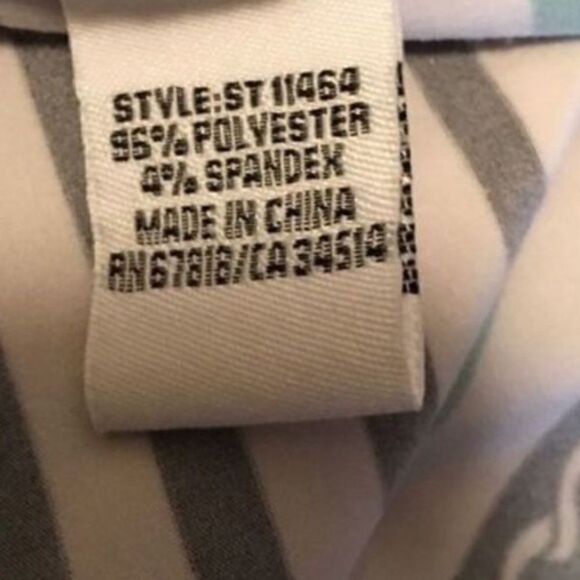 STYLE:ST 11464
96% POLYESTER
4% SPANDEX
MADE IN CHINA
RN 67818/CA 34514